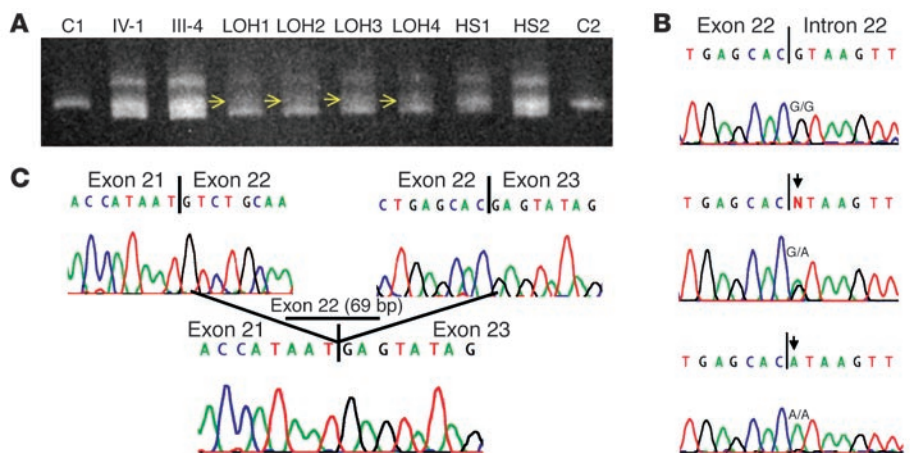 A
C1 IV-1 III-4 LOH1 LOH2 LOH3 LOH4 HS1 HS2 C2
B
Exon 22 Intron 22
T G A G C A C G T A A G T T
G/G
T G A G C A C N T A A G T T
G/A
T G A G C A C A T A A G T T
A/A
C
Exon 21 Exon 22
A C C A T A A T G T C T G C A A
Exon 22 Exon 23
C T G A G C A C G A G T A T A G
Exon 22 (69 bp)
Exon 21 Exon 23
A C C A T A A T G A G T A T A G